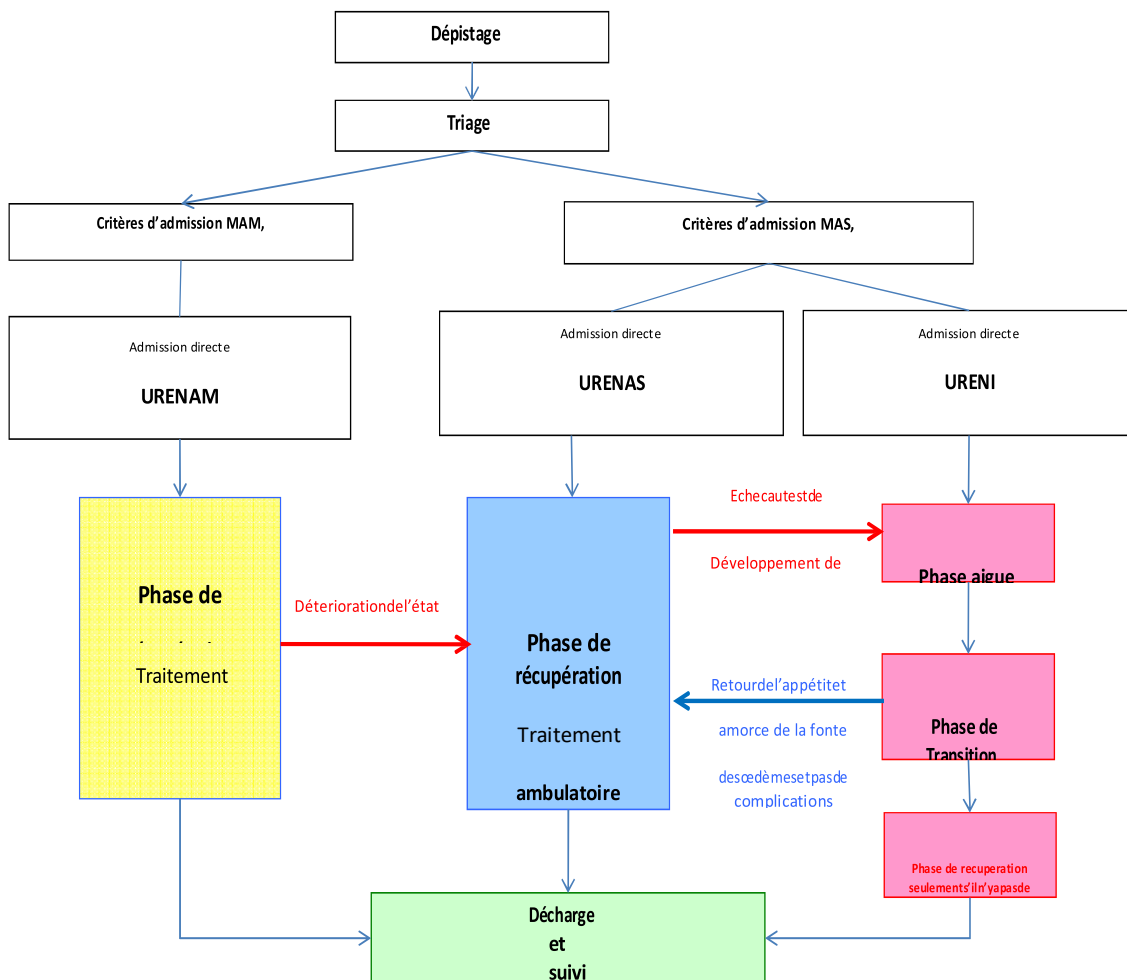 Dépistage
Triage
Critères d'admission MAM,
Critères d'admission MAS,
Admission directe
URENAM
Admission directe
URENAS
Admission directe
URENI
Phase de
Traitement
Déteriorationdel'état
Phase de
récupération
Traitement
ambulatoire
Echecautestde
Développement de
Phase aigue
Retourdel'appétitet
amorce de la fonte
desœdèmesetpasde
complications
Phase de
Transition
Phase de recuperation
seulements'iln'yapasde
Décharge
et
suivi